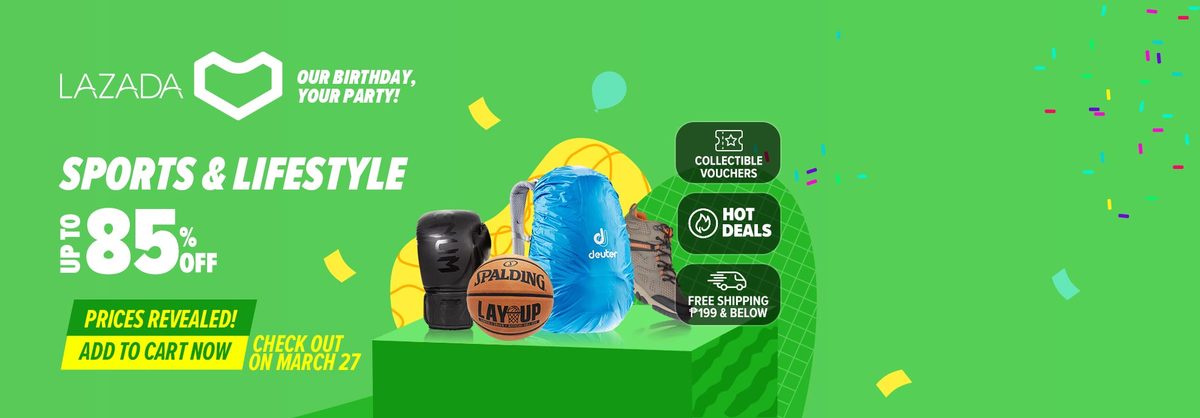 LAZADA
OUR BIRTHDAY,
YOUR PARTY!
SPORTS & LIFESTYLE
UP TO
85%
OFF
PRICES REVEALED!
ADD TO CART NOW
CHECK OUT
ON MARCH 27
SPALDING
LAY UP
deuter
COLLECTIBLE
VOUCHERS
HOT
DEALS
FREE SHIPPING
₱199 & BELOW